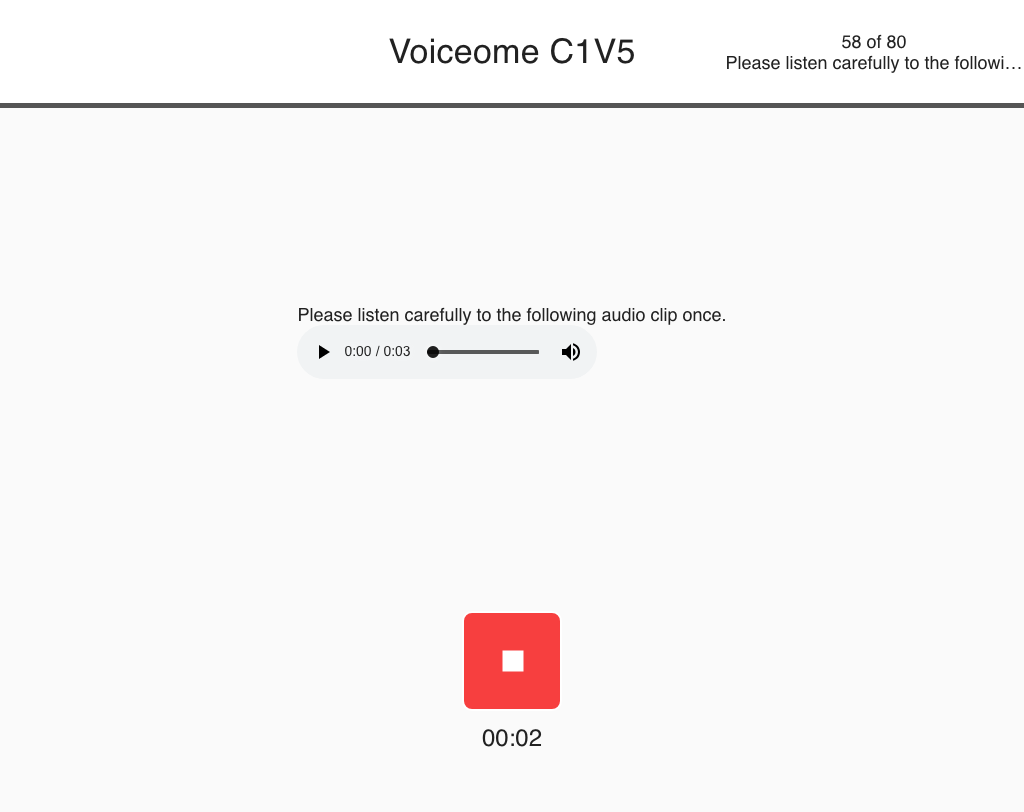 Voiceome C1V5
58 of 80
Please listen carefully to the followi…
Please listen carefully to the following audio clip once.
0:00 / 0:03
00:02